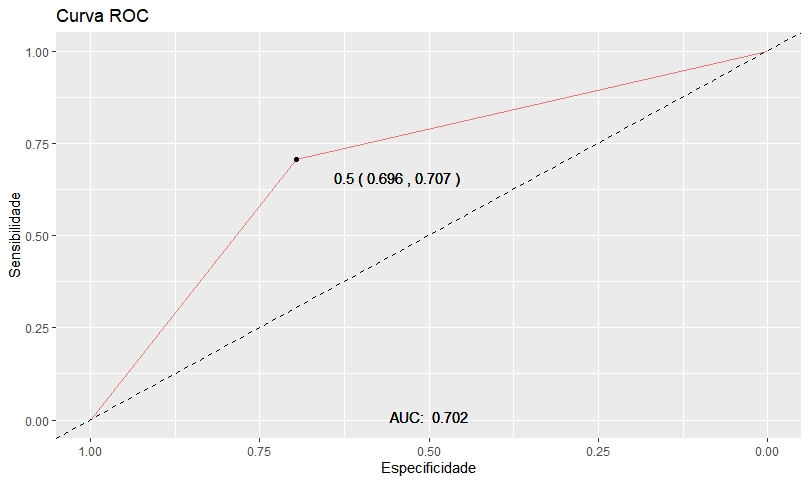 Curva ROC
1.00
0.75
0.50
0.25
0.00
Sensibilidade
0.5 ( 0.696 , 0.707 )
AUC: 0.702
1.00 0.75 0.50 0.25 0.00
Especificidade